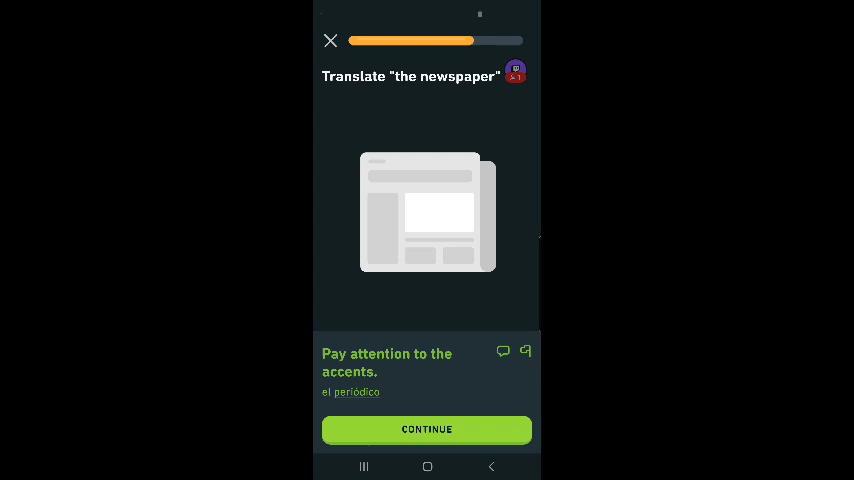 Translate "the newspaper"
Pay attention to the
accents.
el periódico
CONTINUE